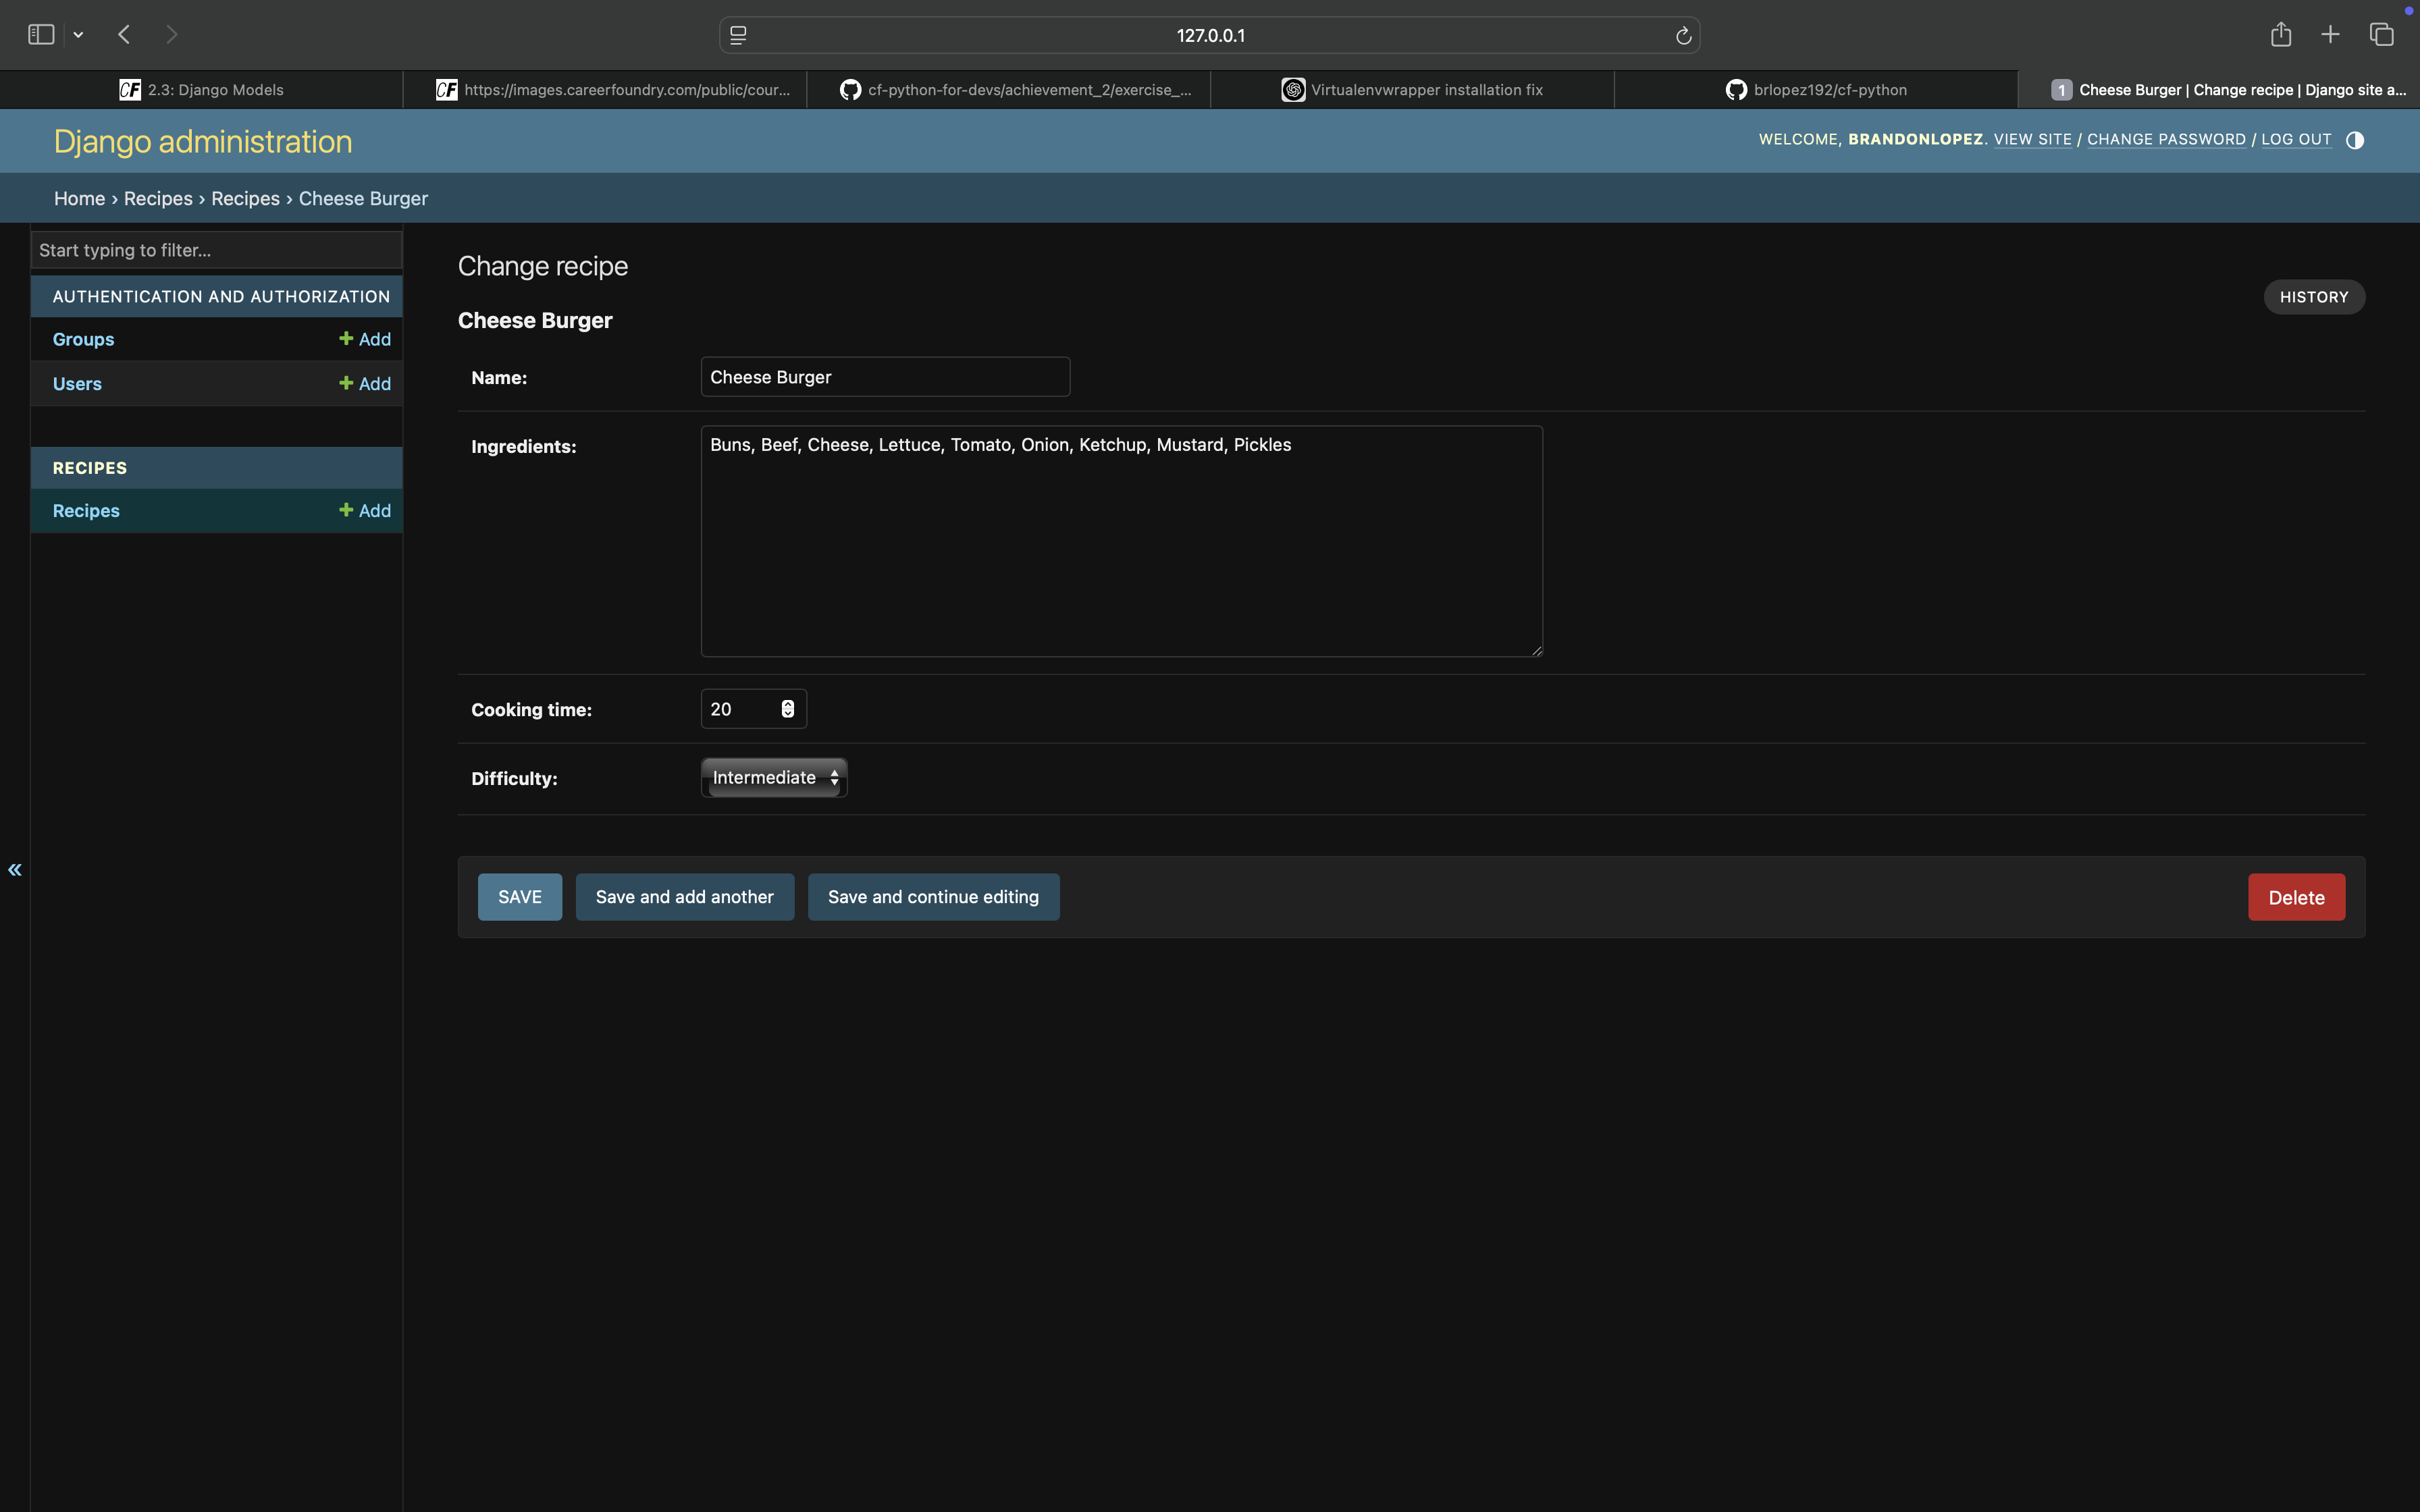 127.0.0.1
CF 2.3: Django Models
CF https://images.careerfoundry.com/public/cour...
cf-python-for-devs/achievement_2/exercise_...
Virtualenvwrapper installation fix
brlopez192/cf-python
1 Cheese Burger | Change recipe | Django site a...
Django administration
WELCOME, BRANDONLOPEZ. VIEW SITE / CHANGE PASSWORD / LOG OUT
Home › Recipes › Recipes › Cheese Burger
Start typing to filter...
AUTHENTICATION AND AUTHORIZATION
Groups + Add
Users + Add
RECIPES
Recipes + Add
«
Change recipe
HISTORY
Cheese Burger
Name: Cheese Burger
Ingredients: Buns, Beef, Cheese, Lettuce, Tomato, Onion, Ketchup, Mustard, Pickles
Cooking time: 20
Difficulty: Intermediate
SAVE Save and add another Save and continue editing Delete